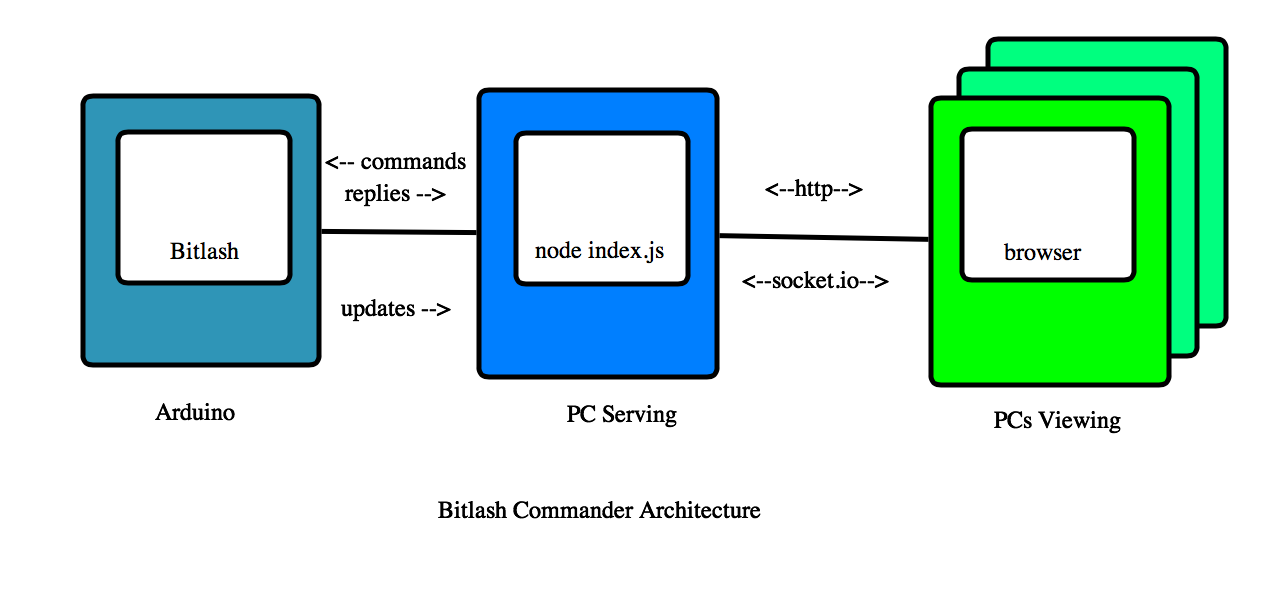 <-- commands
replies -->
<--http-->
Bitlash
node index.js
browser
<--socket.io-->
updates -->
Arduino
PC Serving
PCs Viewing
Bitlash Commander Architecture